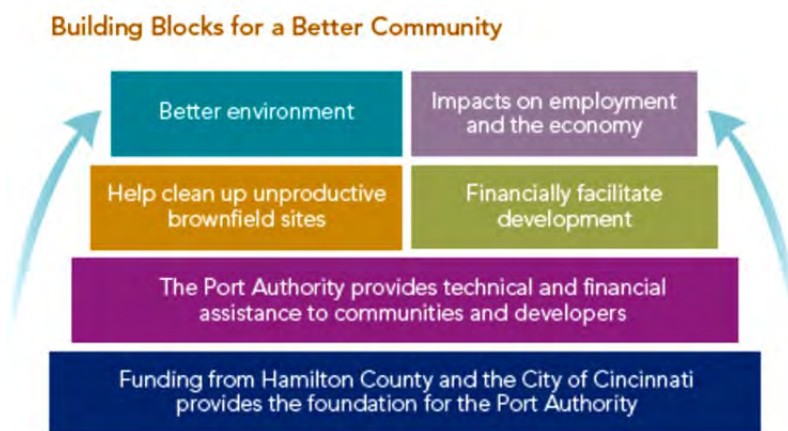 Building Blocks for a Better Community
Better environment
Impacts on employment
and the economy
Help clean up unproductive
brownfield sites
Financially facilitate
development
The Port Authority provides technical and financial
assistance to communities and developers
Funding from Hamilton County and the City of Cincinnati
provides the foundation for the Port Authority